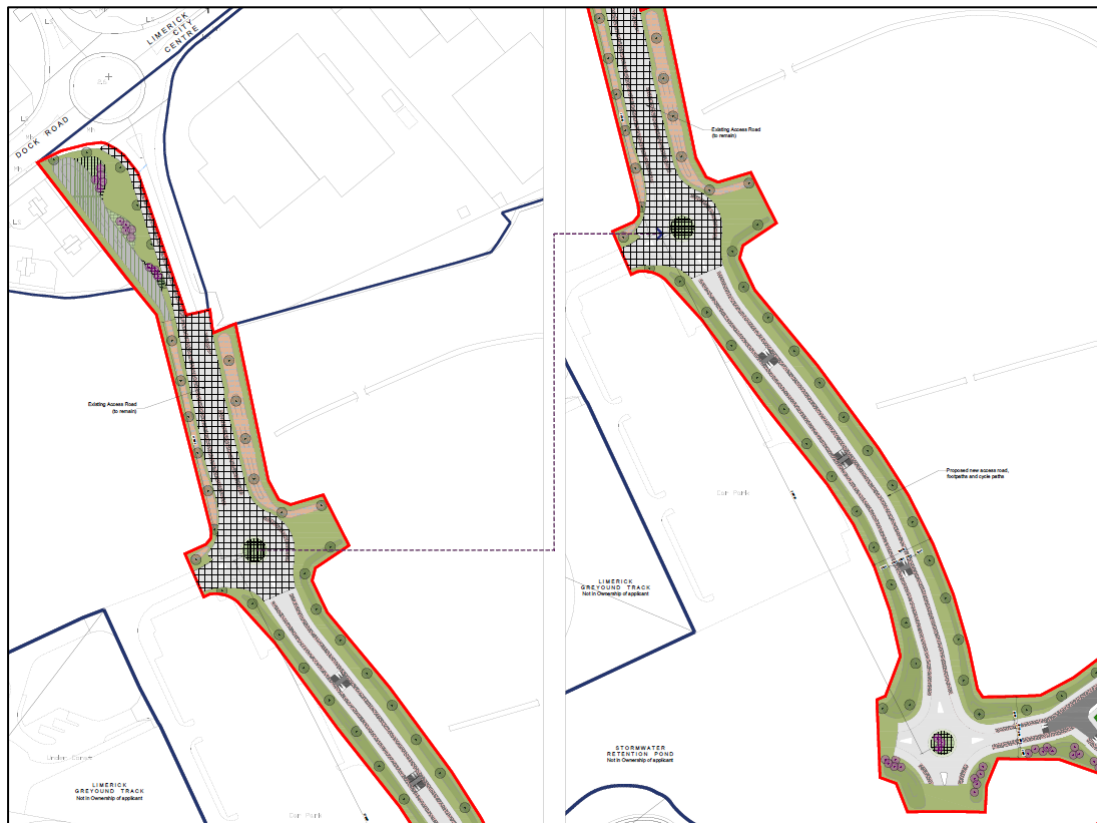 LIMERICK
CITY
CENTRE
DOCK ROAD
Existing Access Road
(to remain)
LIMERICK
GREYOUND TRACK
Not in Ownership of applicant
Car Park
Existing Access Road
(to remain)
Proposed new access road,
footpaths and cycle paths
Car Park
LIMERICK
GREYOUND TRACK
Not in Ownership of applicant
STORMWATER
RETENTION POND
Not in Ownership of applicant